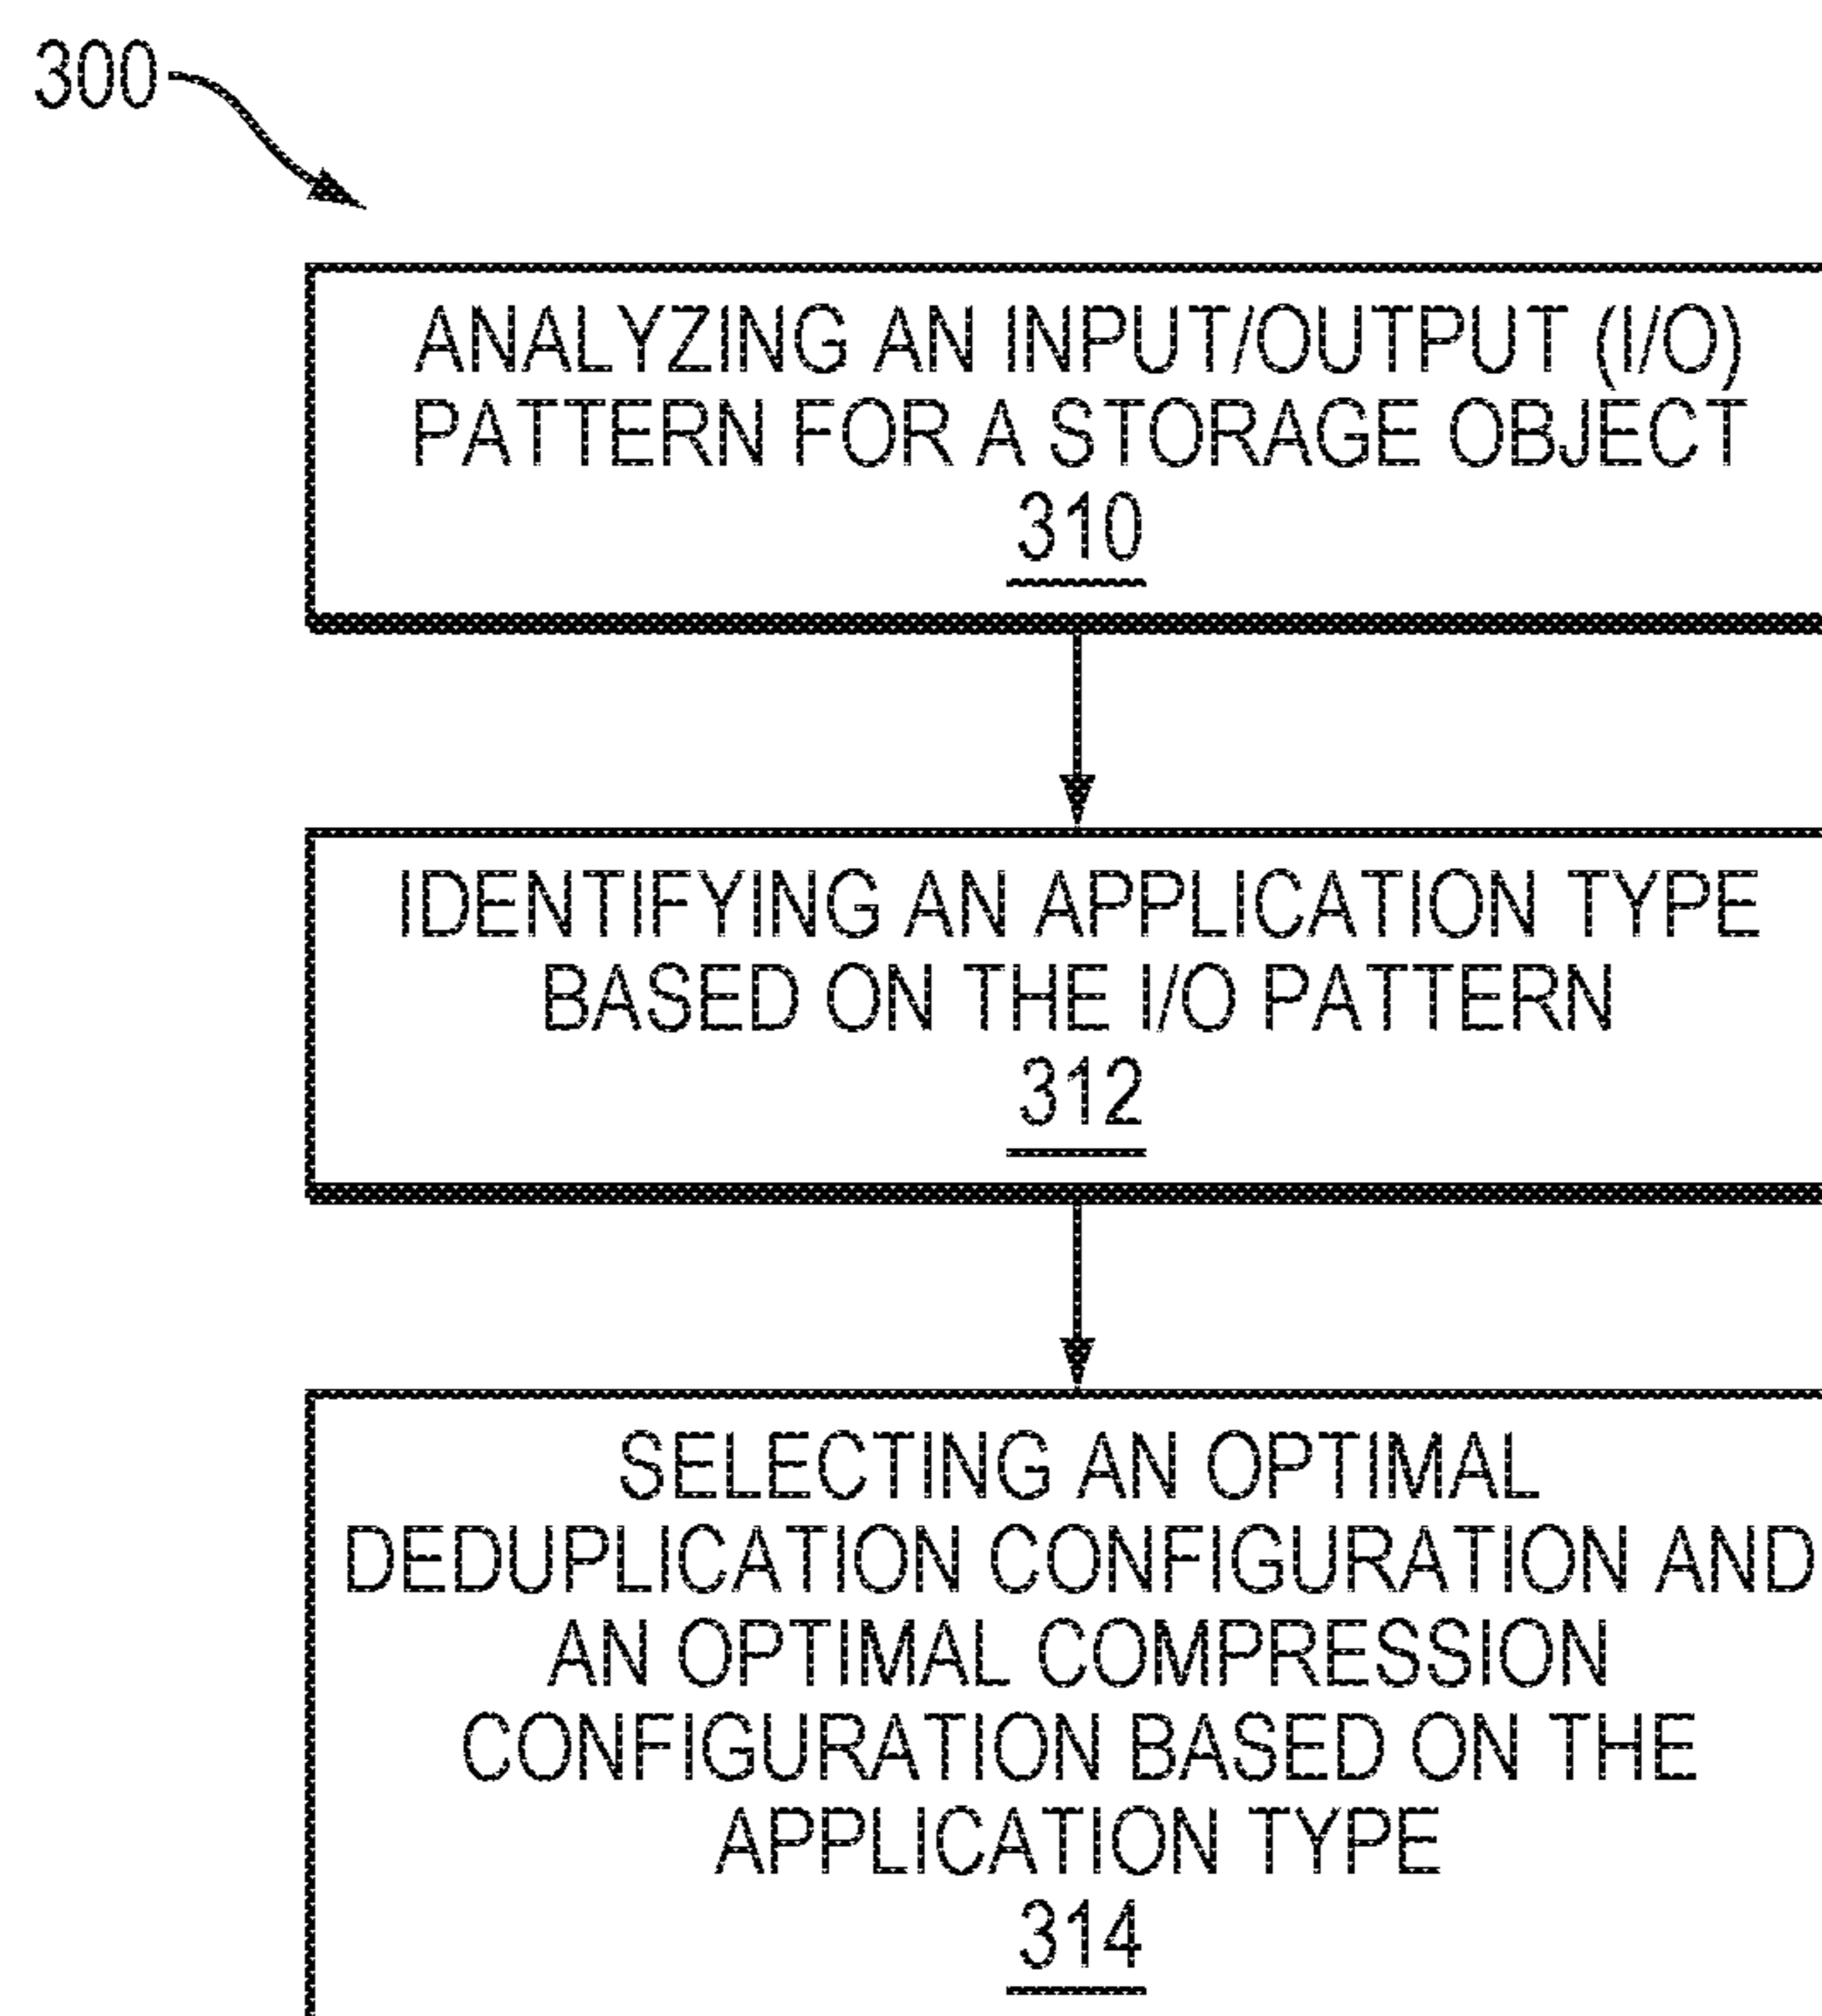 300
ANALYZING AN INPUT/OUTPUT (I/O)
PATTERN FOR A STORAGE OBJECT
310
IDENTIFYING AN APPLICATION TYPE
BASED ON THE I/O PATTERN
312
SELECTING AN OPTIMAL
DEDUPLICATION CONFIGURATION AND
AN OPTIMAL COMPRESSION
CONFIGURATION BASED ON THE
APPLICATION TYPE
314